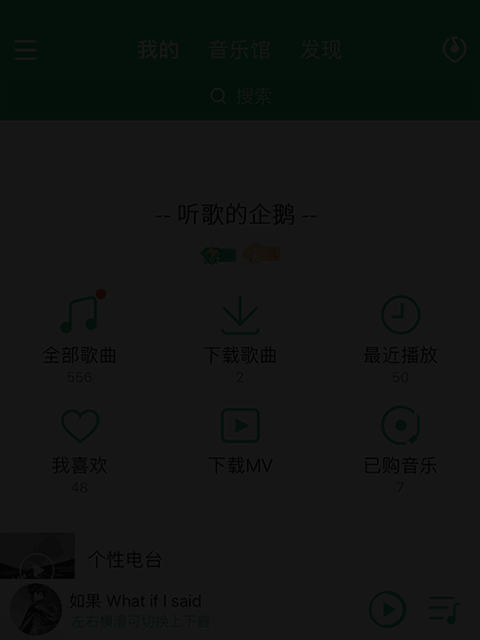 我的 音乐馆 发现
搜索
-- 听歌的企鹅 --
全部歌曲 下载歌曲 最近播放
556 2 50
我喜欢 下载MV 已购音乐
48 7
个性电台
如果 What if I said
左右横滑可切换上下首